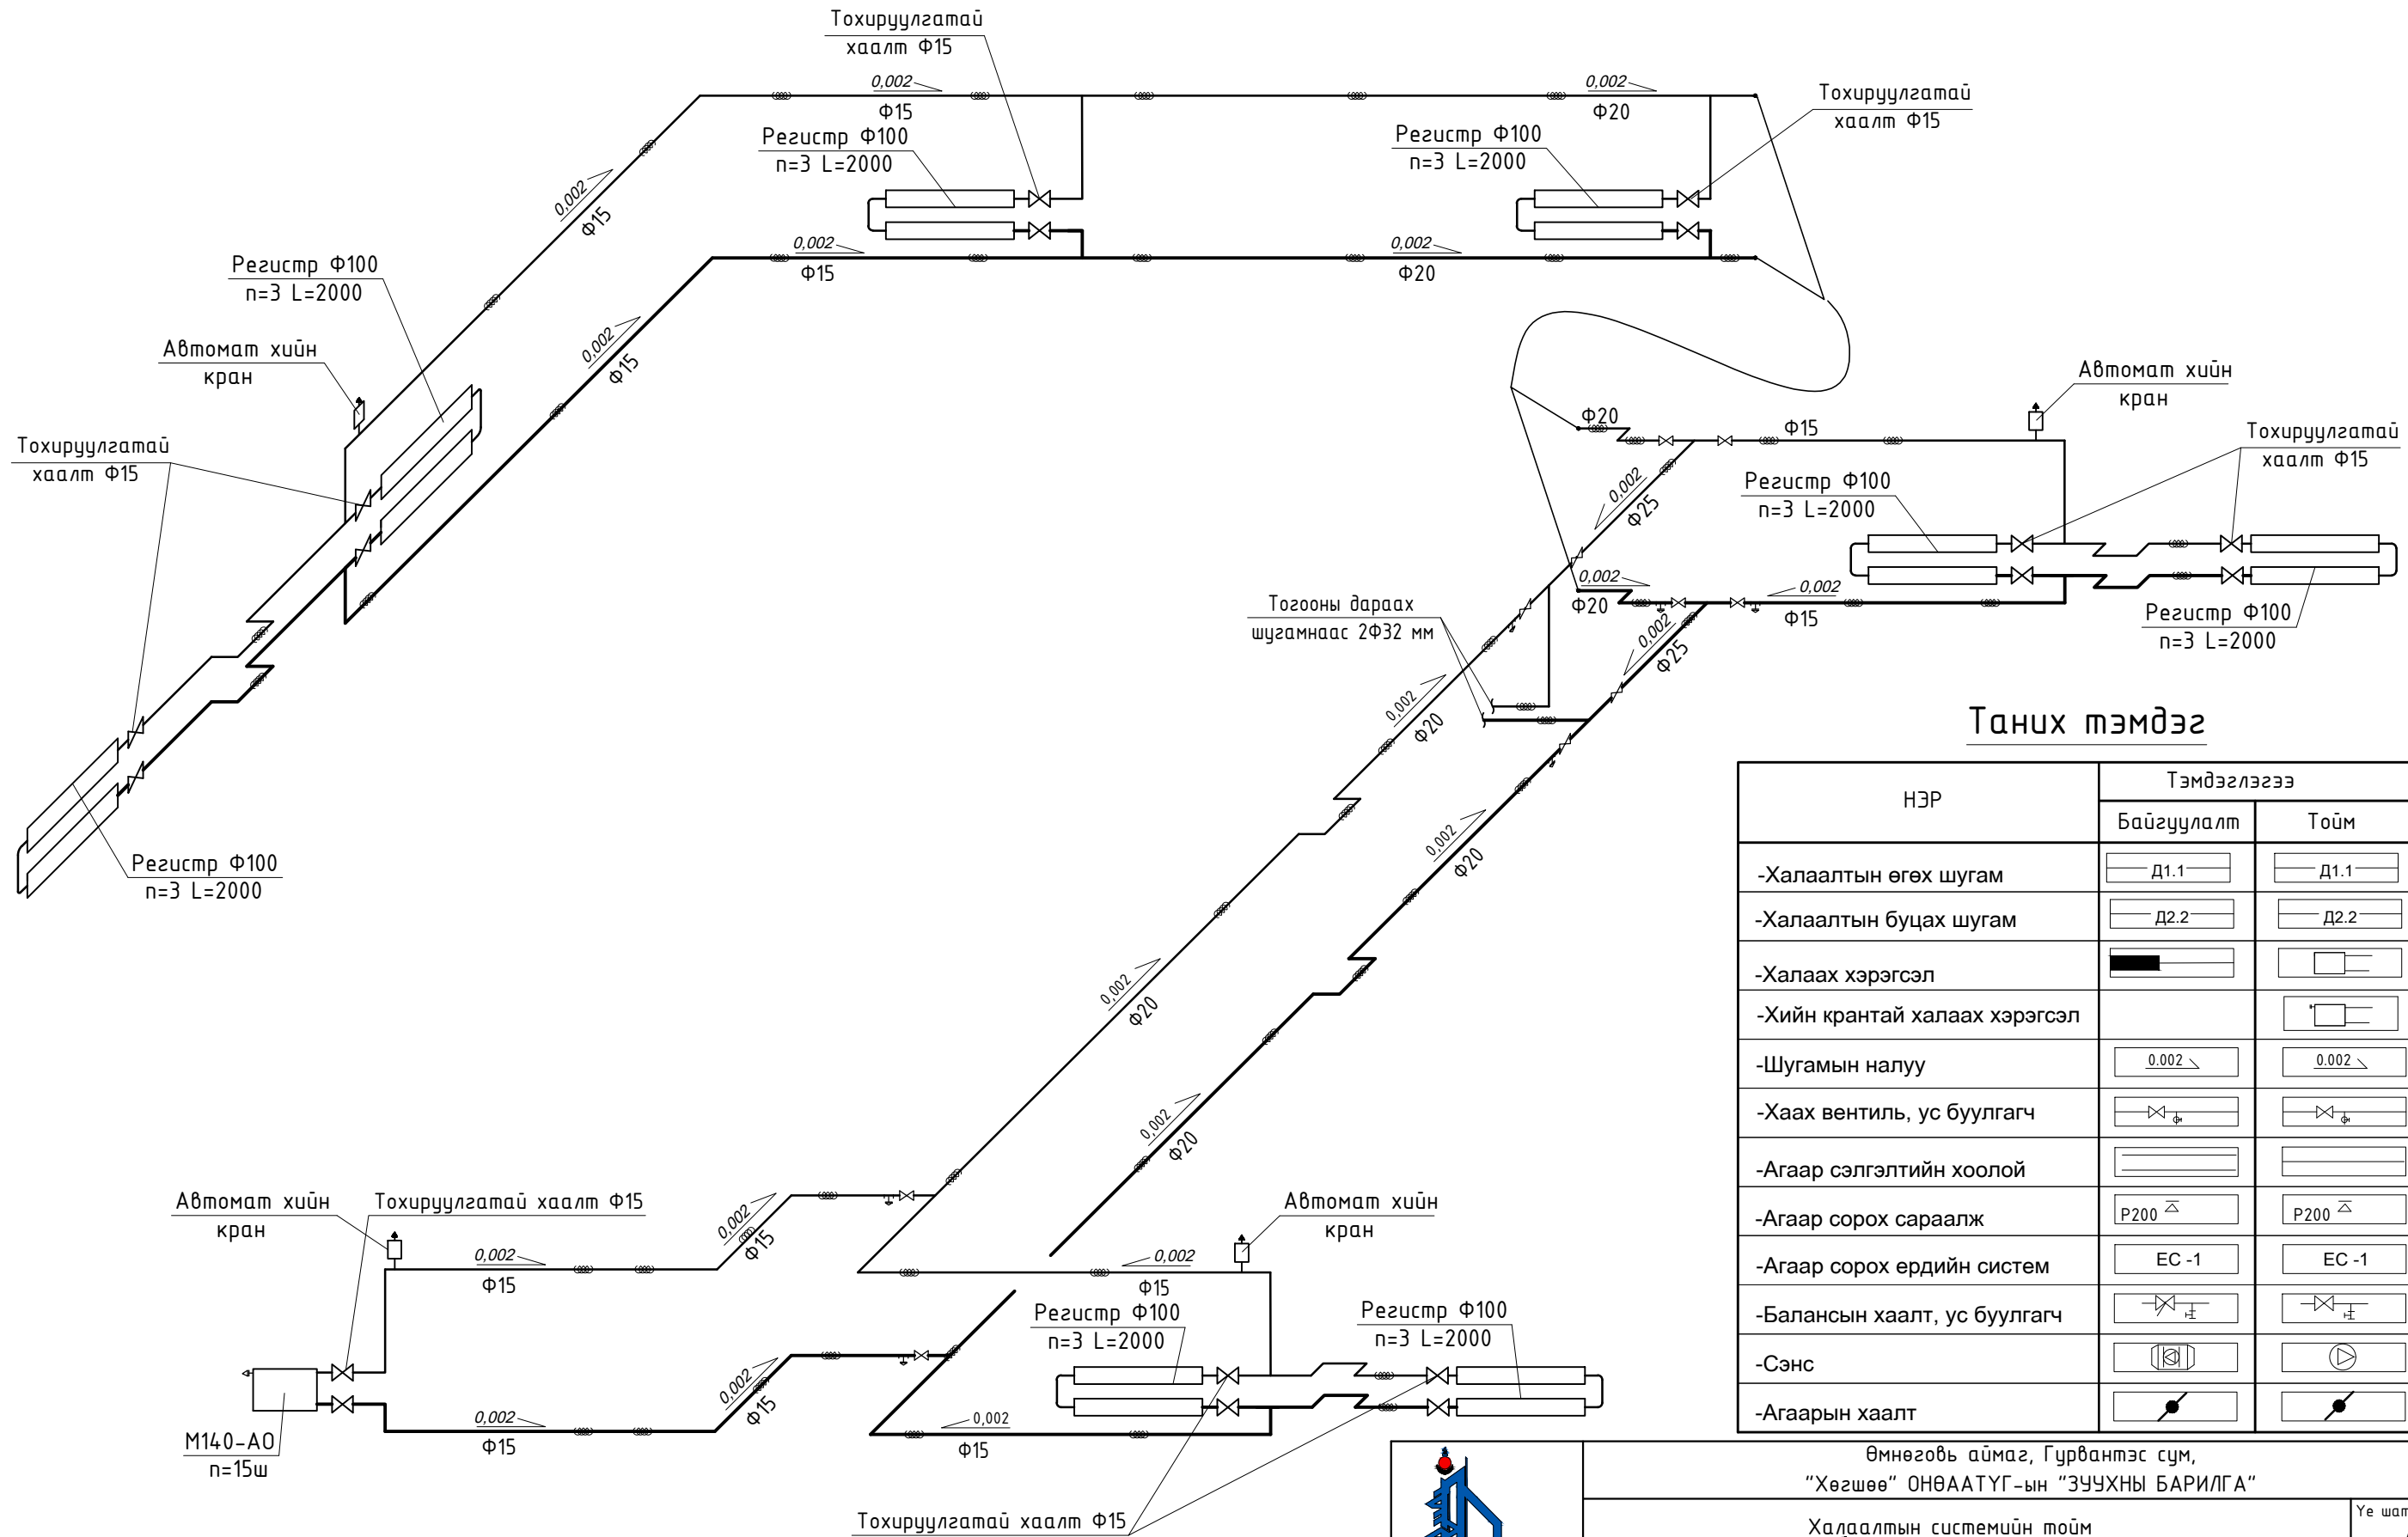 Тохируулгатай
хаалт Ф15
0,002
Ф15
0,002
Ф20
Тохируулгатай
хаалт Ф15
Регистр Ф100
n=3 L=2000
Регистр Ф100
n=3 L=2000
0,002
Ф15
0,002
Ф15
0,002
Ф20
Регистр Ф100
n=3 L=2000
0,002
Ф15
Автомат хийн
кран
Тохируулгатай
хаалт Ф15
Регистр Ф100
n=3 L=2000
Автомат хийн
кран
Ф20
Ф15
Тохируулгатай
хаалт Ф15
0,002
Ф25
Регистр Ф100
n=3 L=2000
0,002
Ф20
0,002
Ф15
Регистр Ф100
n=3 L=2000
Тогооны дараах
шугамнаас 2Ф32 мм
0,002
Ф25
0,002
Ф20
0,002
Ф20
0,002
Ф20
0,002
Ф20
Таних тэмдэг
НЭР
Тэмдэглэгээ
Байгуулалт
Тойм
-Халаалтын өгөх шугам
Д1.1
Д1.1
-Халаалтын буцах шугам
Д2.2
Д2.2
-Халаах хэрэгсэл
-Хийн крантай халаах хэрэгсэл
-Шугамын налуу
0.002
0.002
-Хаах вентиль, ус буулгагч
-Агаар сэлгэлтийн хоолой
-Агаар сорох сараалж
P200
P200
-Агаар сорох ердийн систем
ЕС -1
ЕС -1
-Балансын хаалт, ус буулгагч
-Сэнс
-Агаарын хаалт
Автомат хийн
кран
Тохируулгатай хаалт Ф15
0,002
Ф15
0,002
Ф15
Автомат хийн
кран
0,002
Ф15
Регистр Ф100
n=3 L=2000
Регистр Ф100
n=3 L=2000
0,002
Ф15
0,002
Ф15
0,002
Ф15
М140-АО
n=15ш
Тохируулгатай хаалт Ф15
Өмнөговь аймаг, Гурвантэс сум,
"Хөгшөө" ОНӨААТҮГ-ын "ЗУУХНЫ БАРИЛГА"
Халаалтын системийн тойм
Үе шат